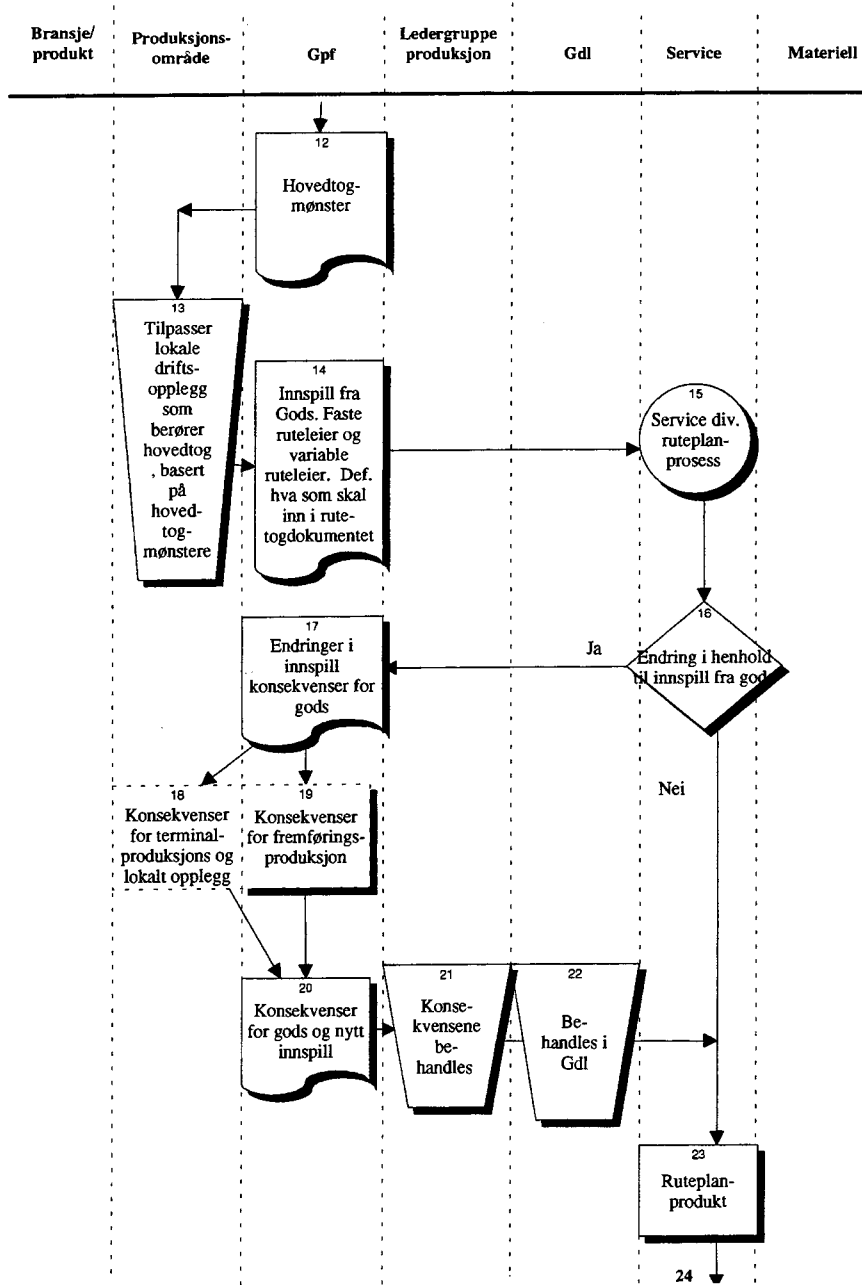 Bransje/
produkt
Produksjons-
område
Gpf
Ledergruppe
produksjon
Gdl
Service
Materiell
12
Hovedtog-
mønster
13
Tilpasser
lokale
drifts-
opplegg
som
berører
hovedtog
, basert
på
hoved-
tog-
mønstere
14
Innspill fra
Gods. Faste
ruteleier og
variable
ruteleier. Def.
hva som skal
inn i rute-
togdokumentet
15
Service div.
ruteplan-
prosess
16
Endring i henhold
til innspill fra gods
Ja
Nei
17
Endringer i
innspill
konsekvenser for
gods
18
Konsekvenser
for terminal-
produksjons og
lokalt opplegg
19
Konsekvenser
for fremførings-
produksjon
20
Konsekvenser
for gods og nytt
innspill
21
Konse-
kvensene
be-
handles
22
Be-
handles i
Gdl
23
Ruteplan-
produkt
24